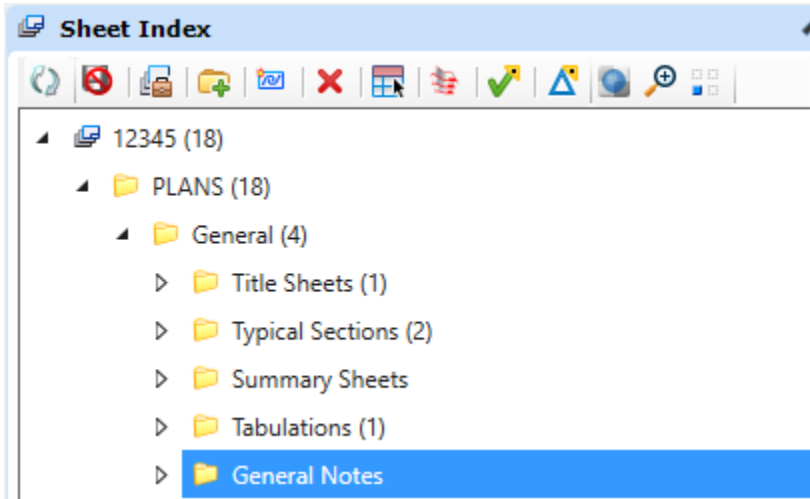 Sheet Index
12345 (18)
PLANS (18)
General (4)
Title Sheets (1)
Typical Sections (2)
Summary Sheets
Tabulations (1)
General Notes